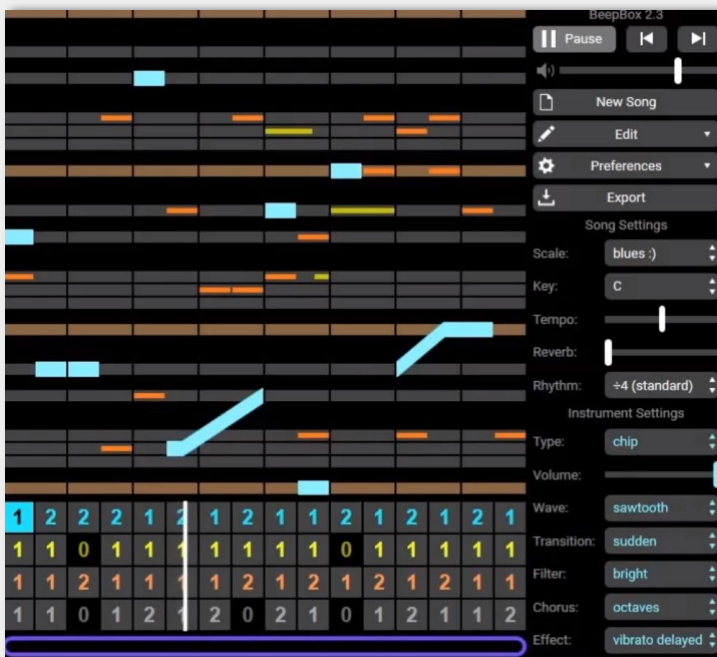 BeepBox 2.3
Pause
New Song
Edit
Preferences
Export
Song Settings
Scale: blues :)
Key: C
Tempo:
Reverb:
Rhythm: ÷4 (standard)
Instrument Settings
Type: chip
Volume:
Wave: sawtooth
Transition: sudden
Filter: bright
Chorus: octaves
Effect: vibrato delayed
1 2 2 2 1 2 1 2 1 1 2 1 2 1 2 1
1 1 0 1 1 1 1 1 1 1 0 1 1 1 1 1
1 1 2 1 1 1 1 2 1 2 1 2 1 2 1 1
1 1 0 1 2 1 2 0 2 1 0 1 2 1 1 2